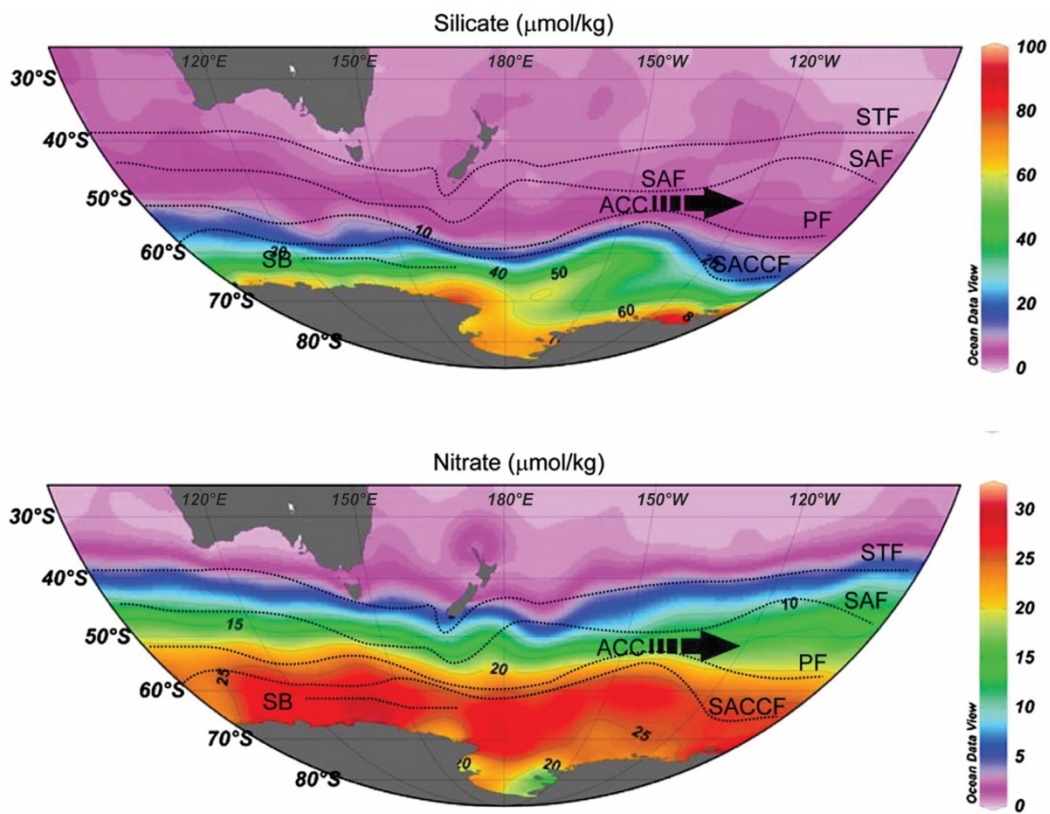 Silicate (μmol/kg)
120°E 150°E 180°E 150°W 120°W
30°S
40°S
50°S
60°S
70°S
80°S
STF
SAF
SAF
ACC
PF
SACCF
SB
10
20
40
50
60
8
100
80
60
40
20
0
Ocean Data View
Nitrate (μmol/kg)
120°E 150°E 180°E 150°W 120°W
30°S
40°S
50°S
60°S
70°S
80°S
STF
10
SAF
15
ACC
20
PF
25
SB
SACCF
25
20
30
25
20
15
10
5
0
Ocean Data View